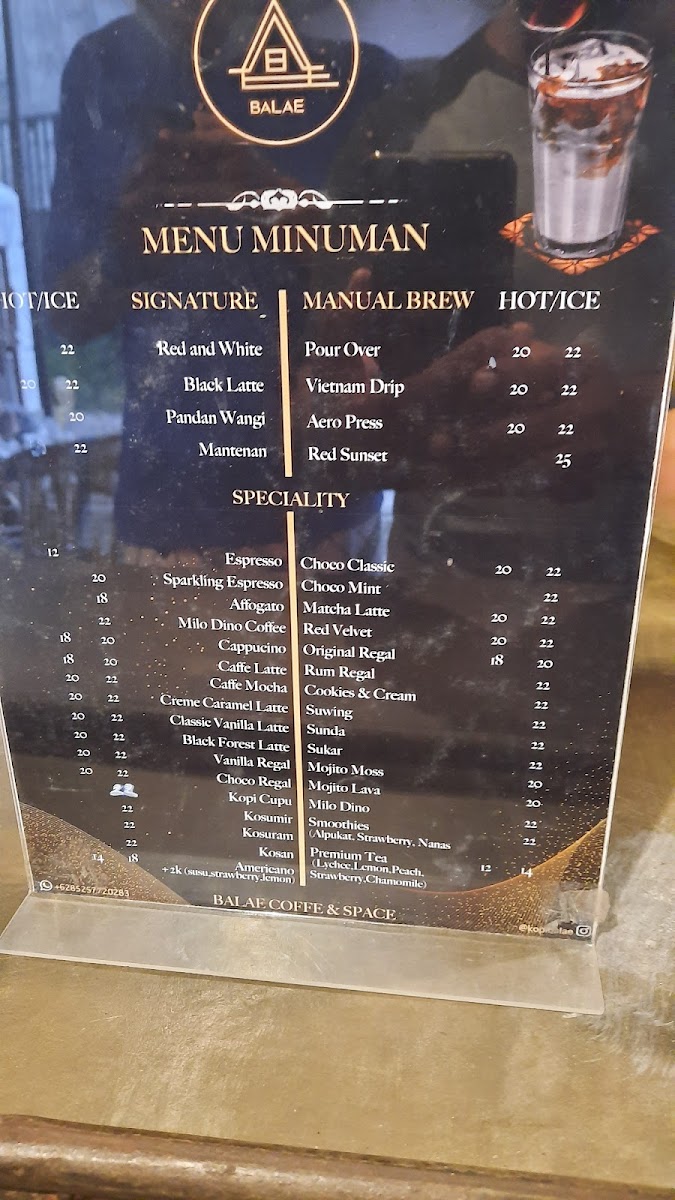 BALAE
MENU MINUMAN
HOT/ICE SIGNATURE
22 Red and White
20 22 Black Latte
20 Pandan Wangi
22 Mantenan
MANUAL BREW HOT/ICE
Pour Over 20 22
Vietnam Drip 20 22
Aero Press 20 22
Red Sunset 25
SPECIALITY
12 Espresso
20 Sparkling Espresso
18 Affogato
22 Milo Dino Coffee
18 20 Cappucino
18 20 Caffe Latte
20 22 Caffe Mocha
20 22 Creme Caramel Latte
20 22 Classic Vanilla Latte
20 22 Black Forest Latte
20 22 Vanilla Regal
20 22 Choco Regal
Kopi Cupu
22 Kosumir
22 Kosuram
22 Kosan
14 18 Americano
+ 2k (susu,strawberry,lemon)
Choco Classic 20 22
Choco Mint 22
Matcha Latte 20 22
Red Velvet 20 22
Original Regal 18 20
Rum Regal 22
Cookies & Cream 22
Suwing 22
Sunda 22
Sukar 22
Mojito Moss 20
Mojito Lava 20
Milo Dino 22
Smoothies 22
(Alpukat, Strawberry, Nanas
Premium Tea 12 14
(Lychee,Lemon,Peach,
Strawberry,Chamomile)
+6285257720283
BALAE COFFE & SPACE